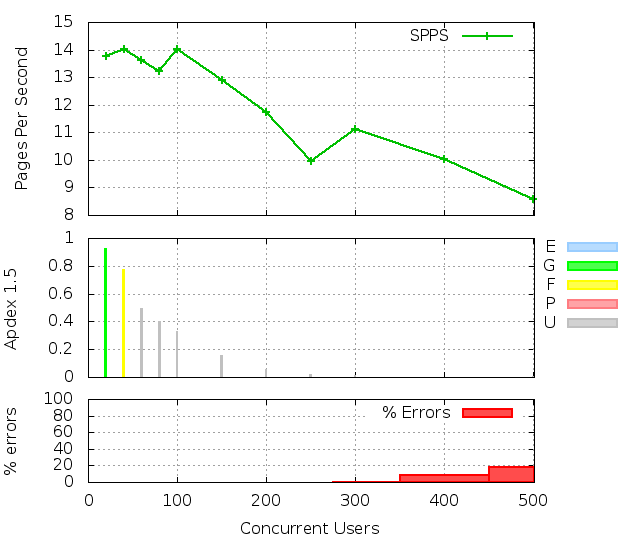 Pages Per Second
15
14
13
12
11
10
9
8
SPPS
Apdex 1.5
1
0.8
0.6
0.4
0.2
0
E
G
F
P
U
% errors
100
80
60
40
20
0
% Errors
0 100 200 300 400 500
Concurrent Users